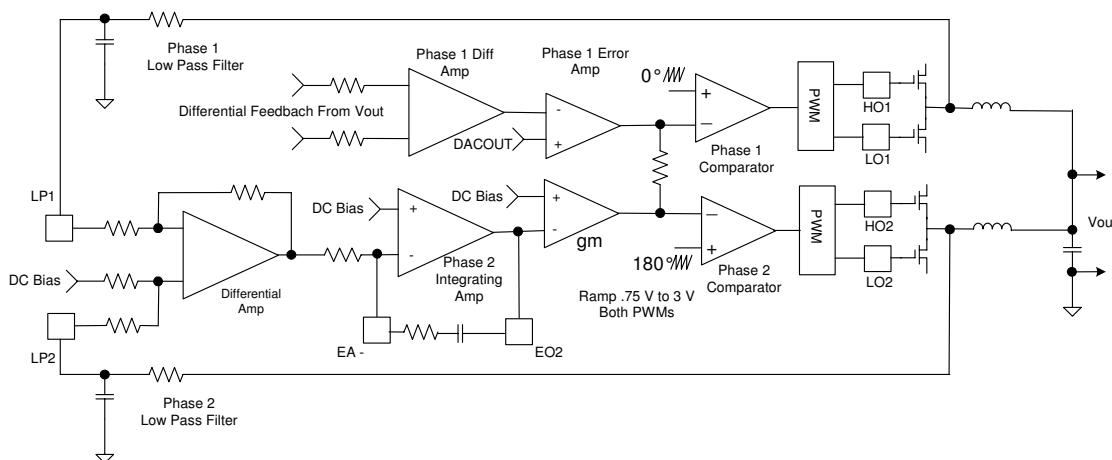 Phase 1
Low Pass Filter
Phase 1 Diff
Amp
Phase 1 Error
Amp
0°
Differential Feedbach From Vout
DACOUT
+
-
-
+
+
–
Phase 1
Comparator
PWM
HO1
LO1
LP1
DC Bias
LP2
Differential
Amp
DC Bias
+
-
Phase 2
Integrating
Amp
EA -
EO2
DC Bias
+
-
gm
180°
Ramp .75 V to 3 V
Both PWMs
–
+
Phase 2
Comparator
PWM
HO2
LO2
Vou
Phase 2
Low Pass Filter